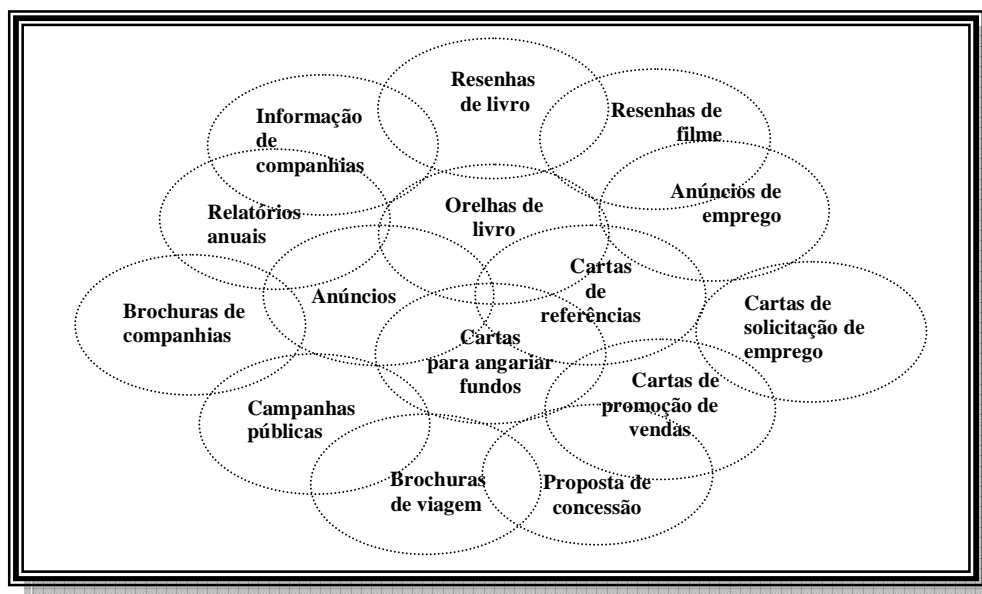 Resenhas
de livro
Informação
de
companhias
Resenhas de
filme
Relatórios
anuais
Orelhas de
livro
Anúncios de
emprego
Brochuras de
companhias
Anúncios
Cartas
de
referências
Cartas de
solicitação de
emprego
Cartas
para angariar
fundos
Campanhas
públicas
Cartas de
promoção de
vendas
Brochuras
de viagem
Proposta de
concessão